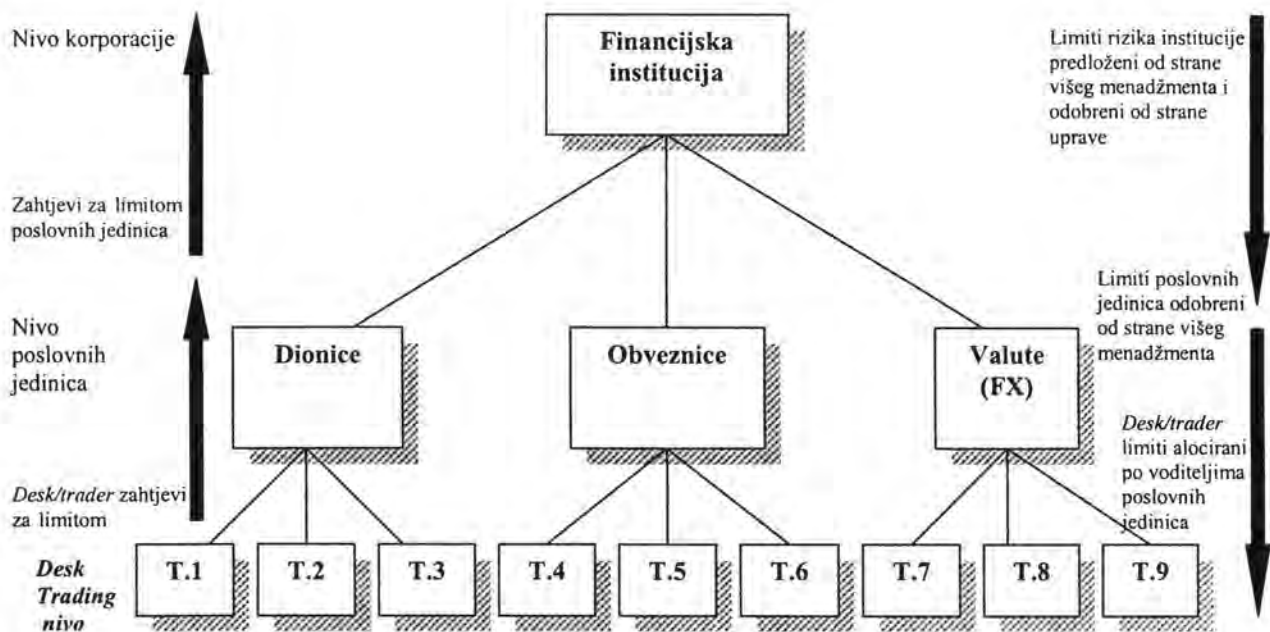 Nivo korporacije
Financijska
institucija
Limiti rizika institucije
predloženi od strane
višeg menadžmenta i
odobreni od strane
uprave
Zahtjevi za limitom
poslovnih jedinica
Limiti poslovnih
jedinica odobreni
od strane višeg
menadžmenta
Nivo
poslovnih
jedinica
Dionice
Obveznice
Valute
(FX)
Desk/trader
limiti alocirani
po voditeljima
poslovnih
jedinica
Desk/trader zahtjevi
za limitom
Desk
Trading
nivo
T.1
T.2
T.3
T.4
T.5
T.6
T.7
T.8
T.9